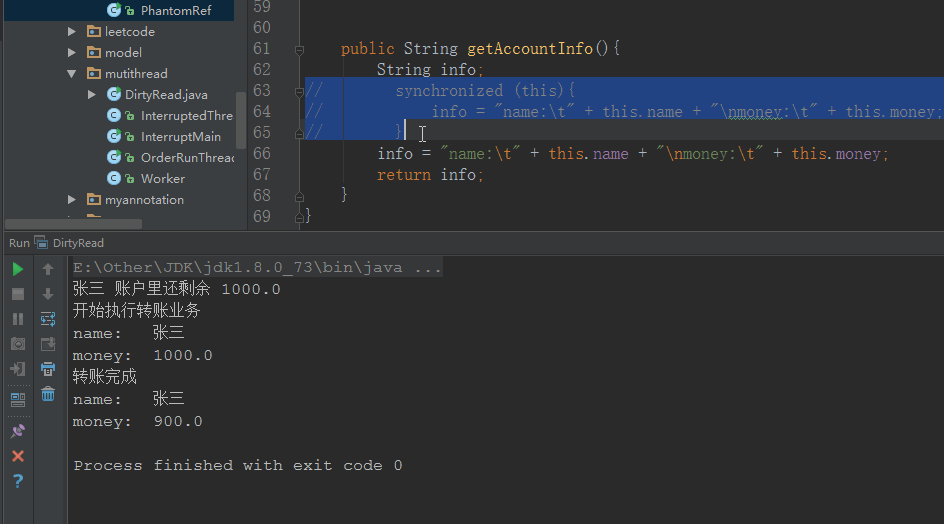 PhantomRef
leetcode
model
mutithread
DirtyRead.java
InterruptedThre
InterruptMain
OrderRunThread
Worker
myannotation
59
60
61 public String getAccountInfo(){
62 String info;
63 // synchronized (this){
64 // info = "name:\t" + this.name + "\nmoney:\t" + this.money;
65 // }
66 info = "name:\t" + this.name + "\nmoney:\t" + this.money;
67 return info;
68 }
69 }
Run DirtyRead
E:\Other\JDK\jdk1.8.0_73\bin\java ...
张三 账户里还剩余 1000.0
开始执行转账业务
name: 张三
money: 1000.0
转账完成
name: 张三
money: 900.0
Process finished with exit code 0